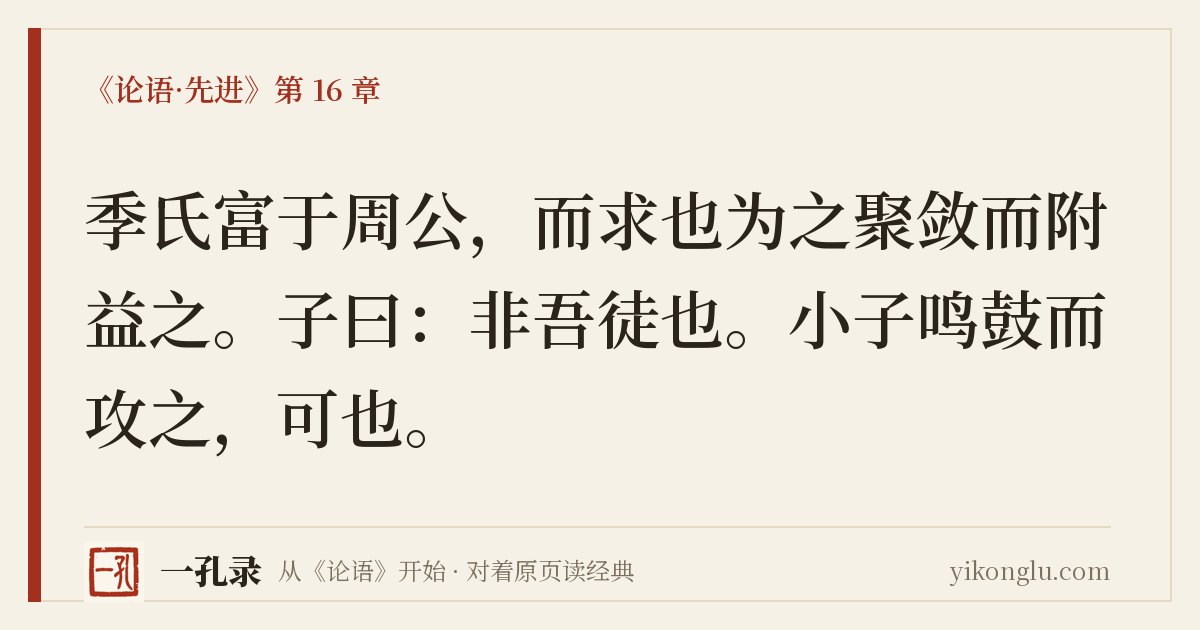 《论语·先进》第 16 章
季氏富于周公，而求也为之聚敛而附
益之。子曰：非吾徒也。小子鸣鼓而
攻之，可也。
一孔
一孔录 从《论语》开始 · 对着原页读经典 yikonglu.com